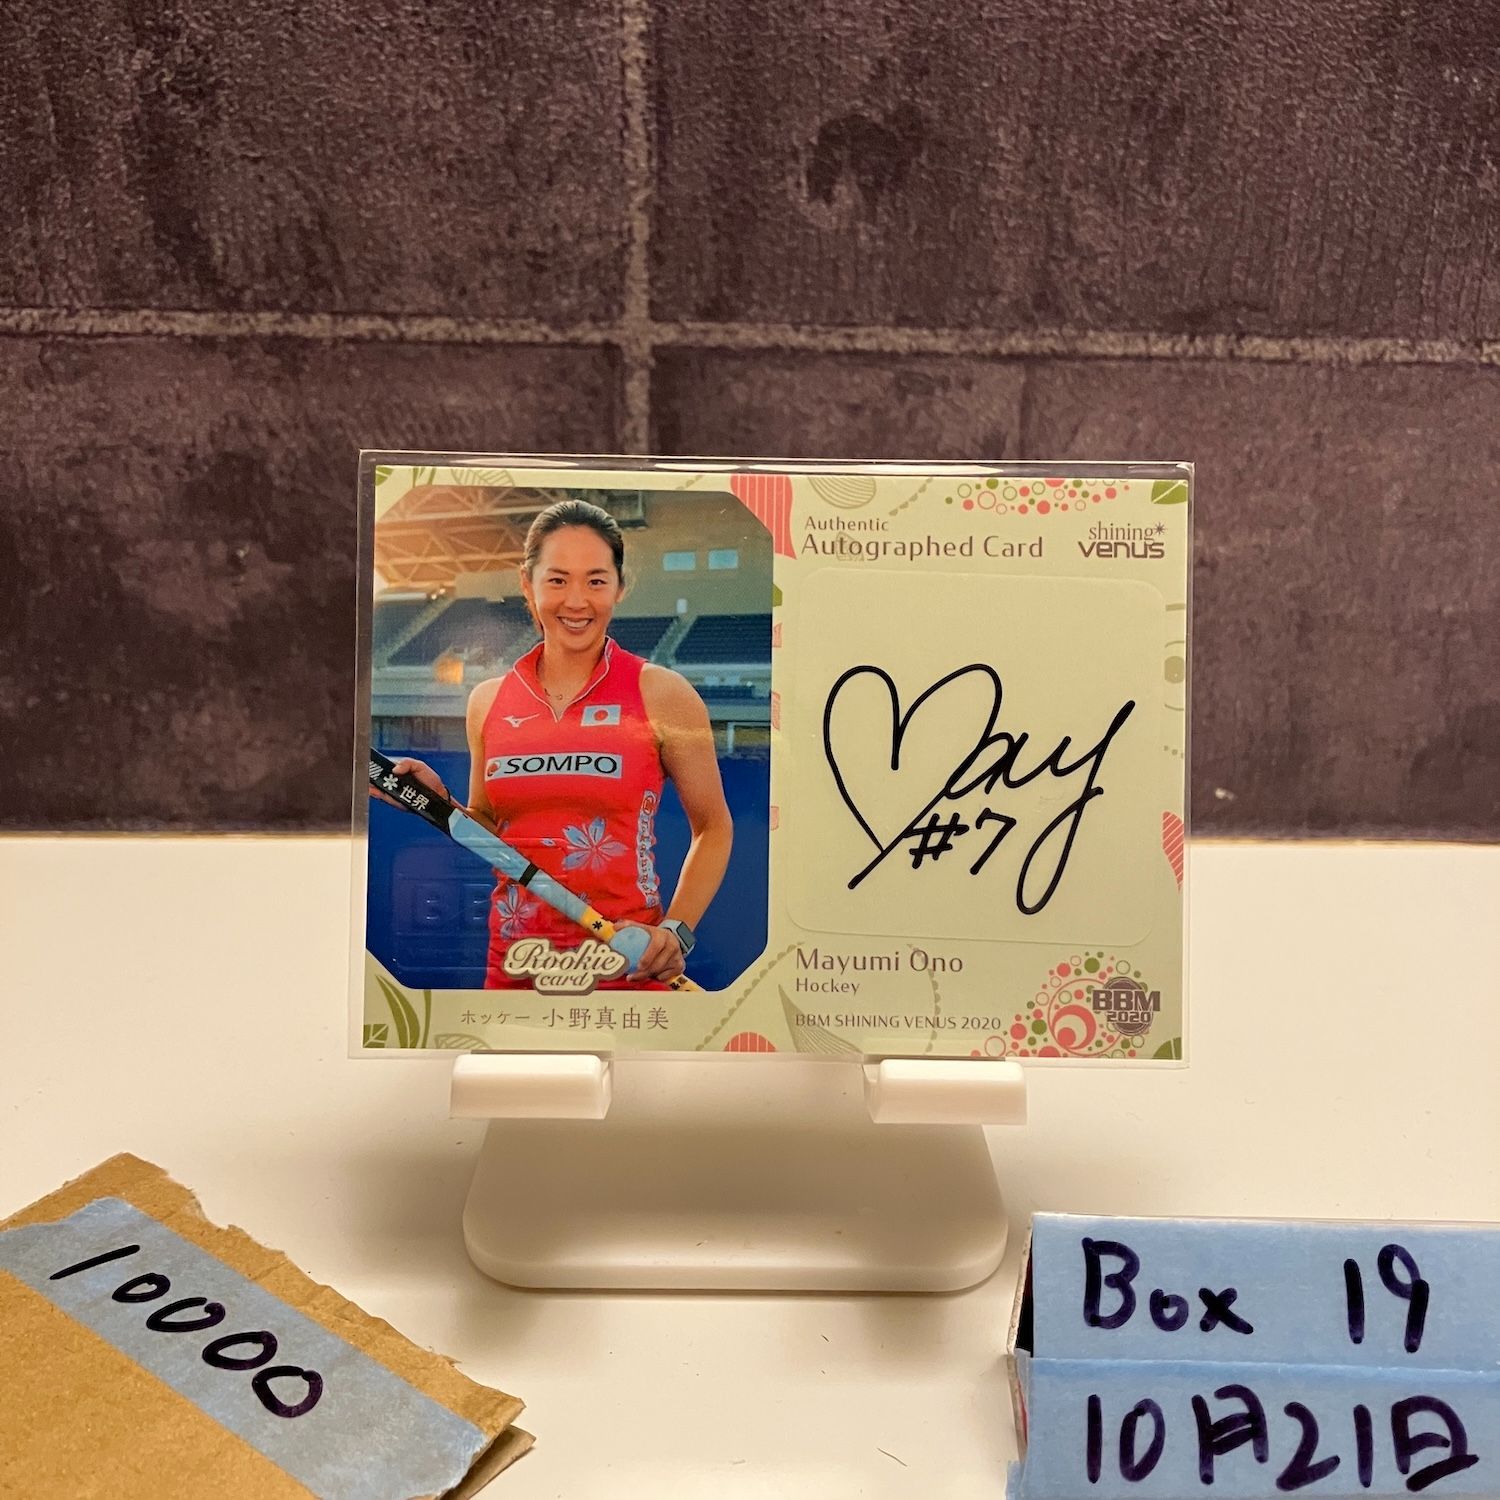 Authentic
Autographed Card
shining
venus
SOMPO
世界
May
#7
Rookie
card
Mayumi Ono
Hockey
ホッケー 小野真由美
BBM SHINING VENUS 2020
BBM
2020
10000
Box 19
10月21日